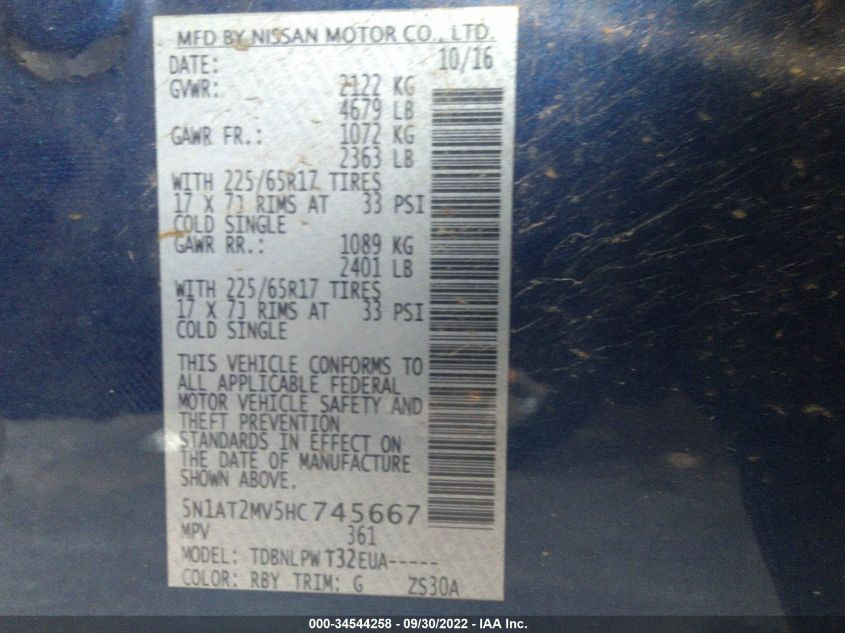 MFD BY NISSAN MOTOR CO., LTD.
DATE: 10/16
GVWR: 2122 KG
4679 LB
GAWR FR.: 1072 KG
2363 LB
WITH 225/65R17 TIRES
17 X 7J RIMS AT 33 PSI
COLD SINGLE
GAWR RR.: 1089 KG
2401 LB
WITH 225/65R17 TIRES
17 X 7J RIMS AT 33 PSI
COLD SINGLE
THIS VEHICLE CONFORMS TO
ALL APPLICABLE FEDERAL
MOTOR VEHICLE SAFETY AND
THEFT PREVENTION
STANDARDS IN EFFECT ON
THE DATE OF MANUFACTURE
SHOWN ABOVE.
5N1AT2MV5HC745667
MPV 361
MODEL: TDBNLPW T32EUA-----
COLOR: RBY TRIM: G ZS30A
000-34544258 - 09/30/2022 - IAA Inc.